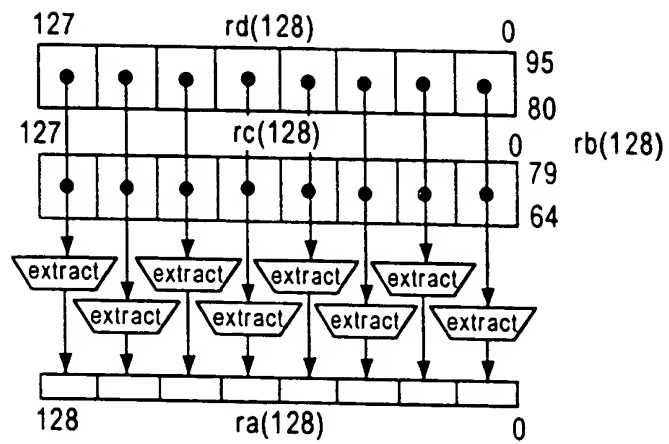 127 rd(128) 0
95
80
127 rc(128) 0 rb(128)
79
64
extract extract extract extract
extract extract extract extract
128 ra(128) 0